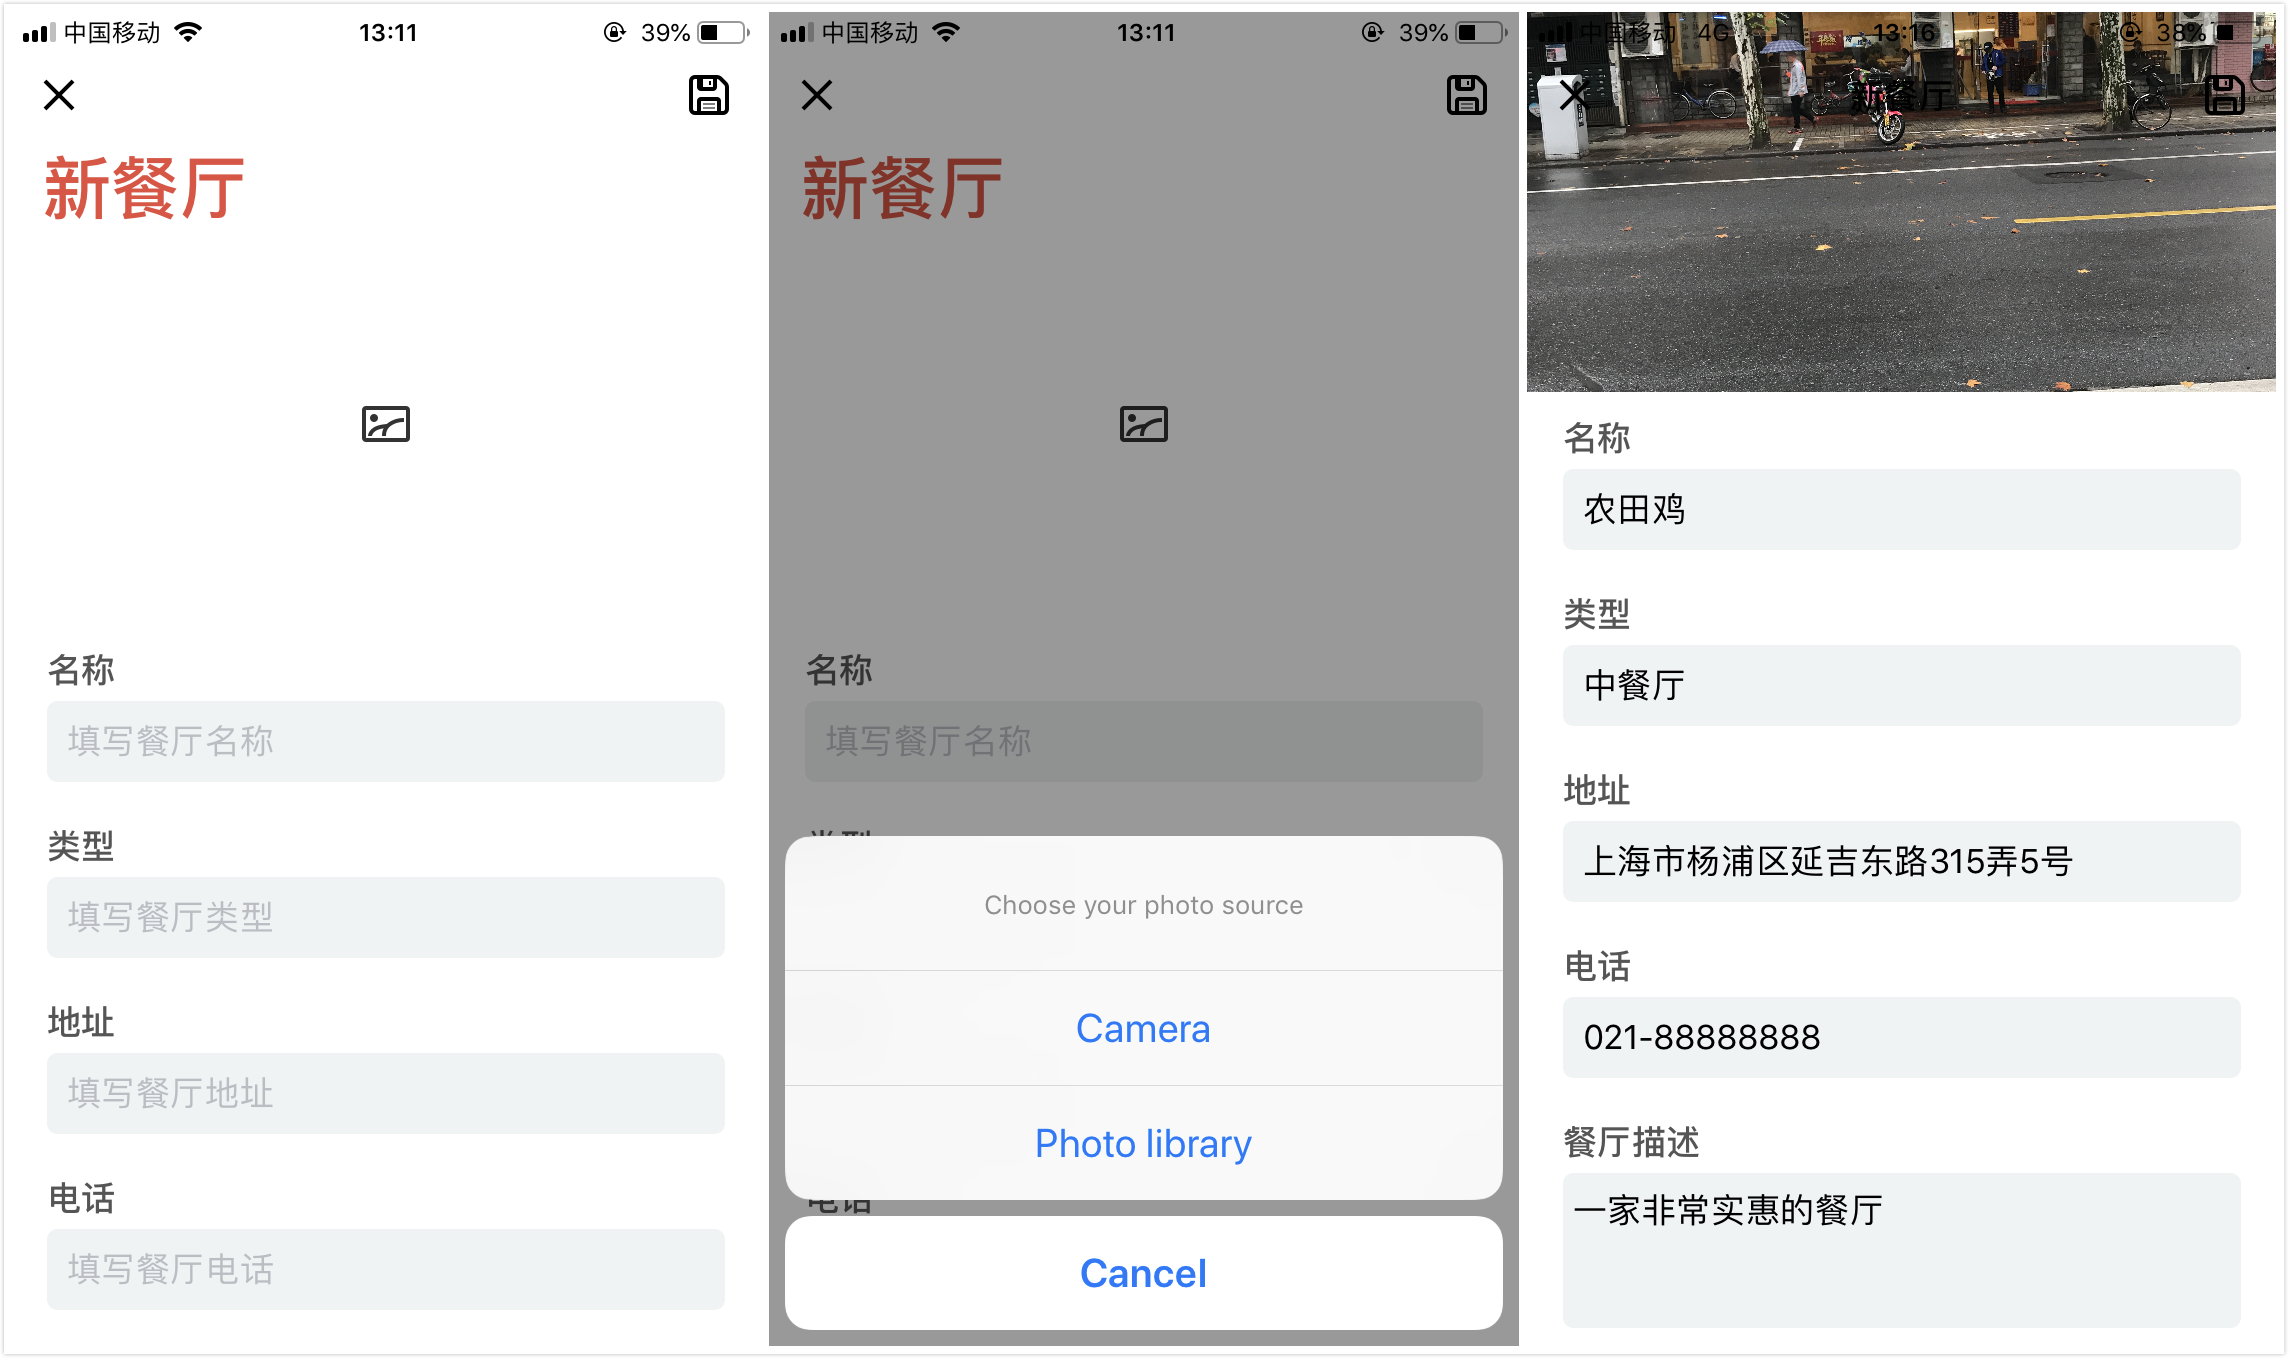 中国移动 13:11 39%
新餐厅
名称
填写餐厅名称
类型
填写餐厅类型
地址
填写餐厅地址
电话
填写餐厅电话
中国移动 13:11 39%
新餐厅
名称
填写餐厅名称
类型
Choose your photo source
Camera
Photo library
电话
Cancel
中国移动 4G 13:16 38%
新餐厅
名称
农田鸡
类型
中餐厅
地址
上海市杨浦区延吉东路315弄5号
电话
021-88888888
餐厅描述
一家非常实惠的餐厅